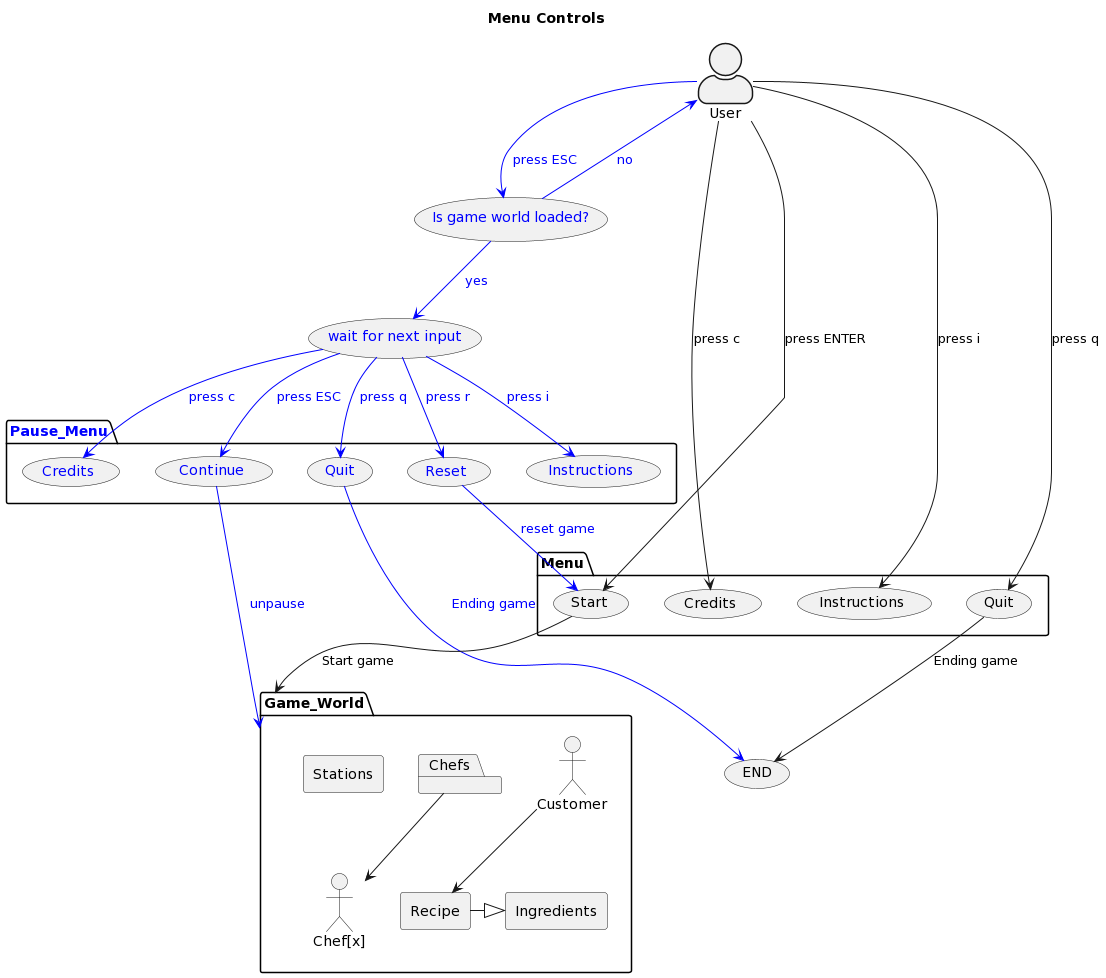 Menu Controls
User
press ESC
no
Is game world loaded?
yes
wait for next input
press c
press ENTER
press i
press q
press c
press ESC
press q
press r
press i
Pause_Menu
Credits
Continue
Quit
Reset
Instructions
reset game
Menu
unpause
Ending game
Start
Credits
Instructions
Quit
Start game
Ending game
Game_World
Stations
Chefs
Customer
END
Chef[x]
Recipe
Ingredients